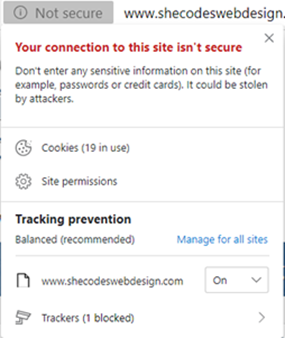 Not secure www.shecodeswebdesign.
Your connection to this site isn't secure
Don't enter any sensitive information on this site (for
example, passwords or credit cards). It could be stolen
by attackers.
Cookies (19 in use)
Site permissions
Tracking prevention
Balanced (recommended) Manage for all sites
www.shecodeswebdesign.com On
Trackers (1 blocked)